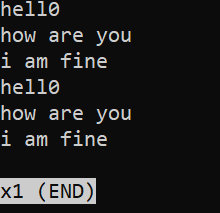 hell0
how are you
i am fine
hell0
how are you
i am fine
x1 (END)